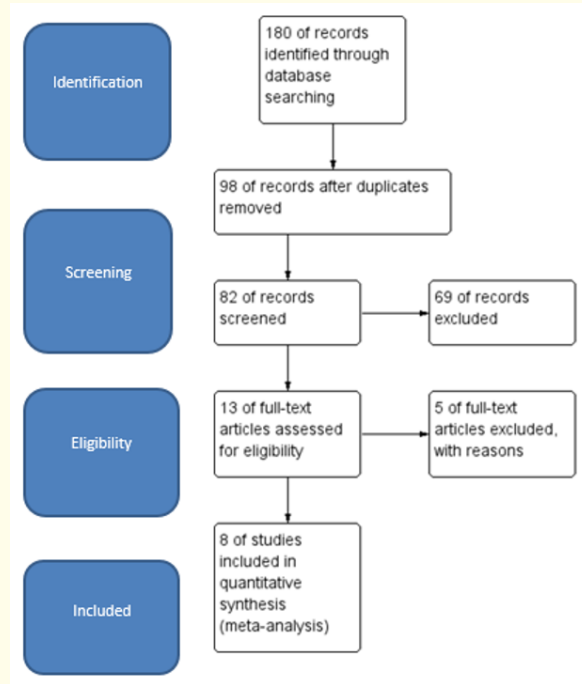 Identification
180 of records
identified through
database
searching
98 of records after duplicates
removed
Screening
82 of records
screened
69 of records
excluded
Eligibility
13 of full-text
articles assessed
for eligibility
5 of full-text
articles excluded,
with reasons
Included
8 of studies
included in
quantitative
synthesis
(meta-analysis)